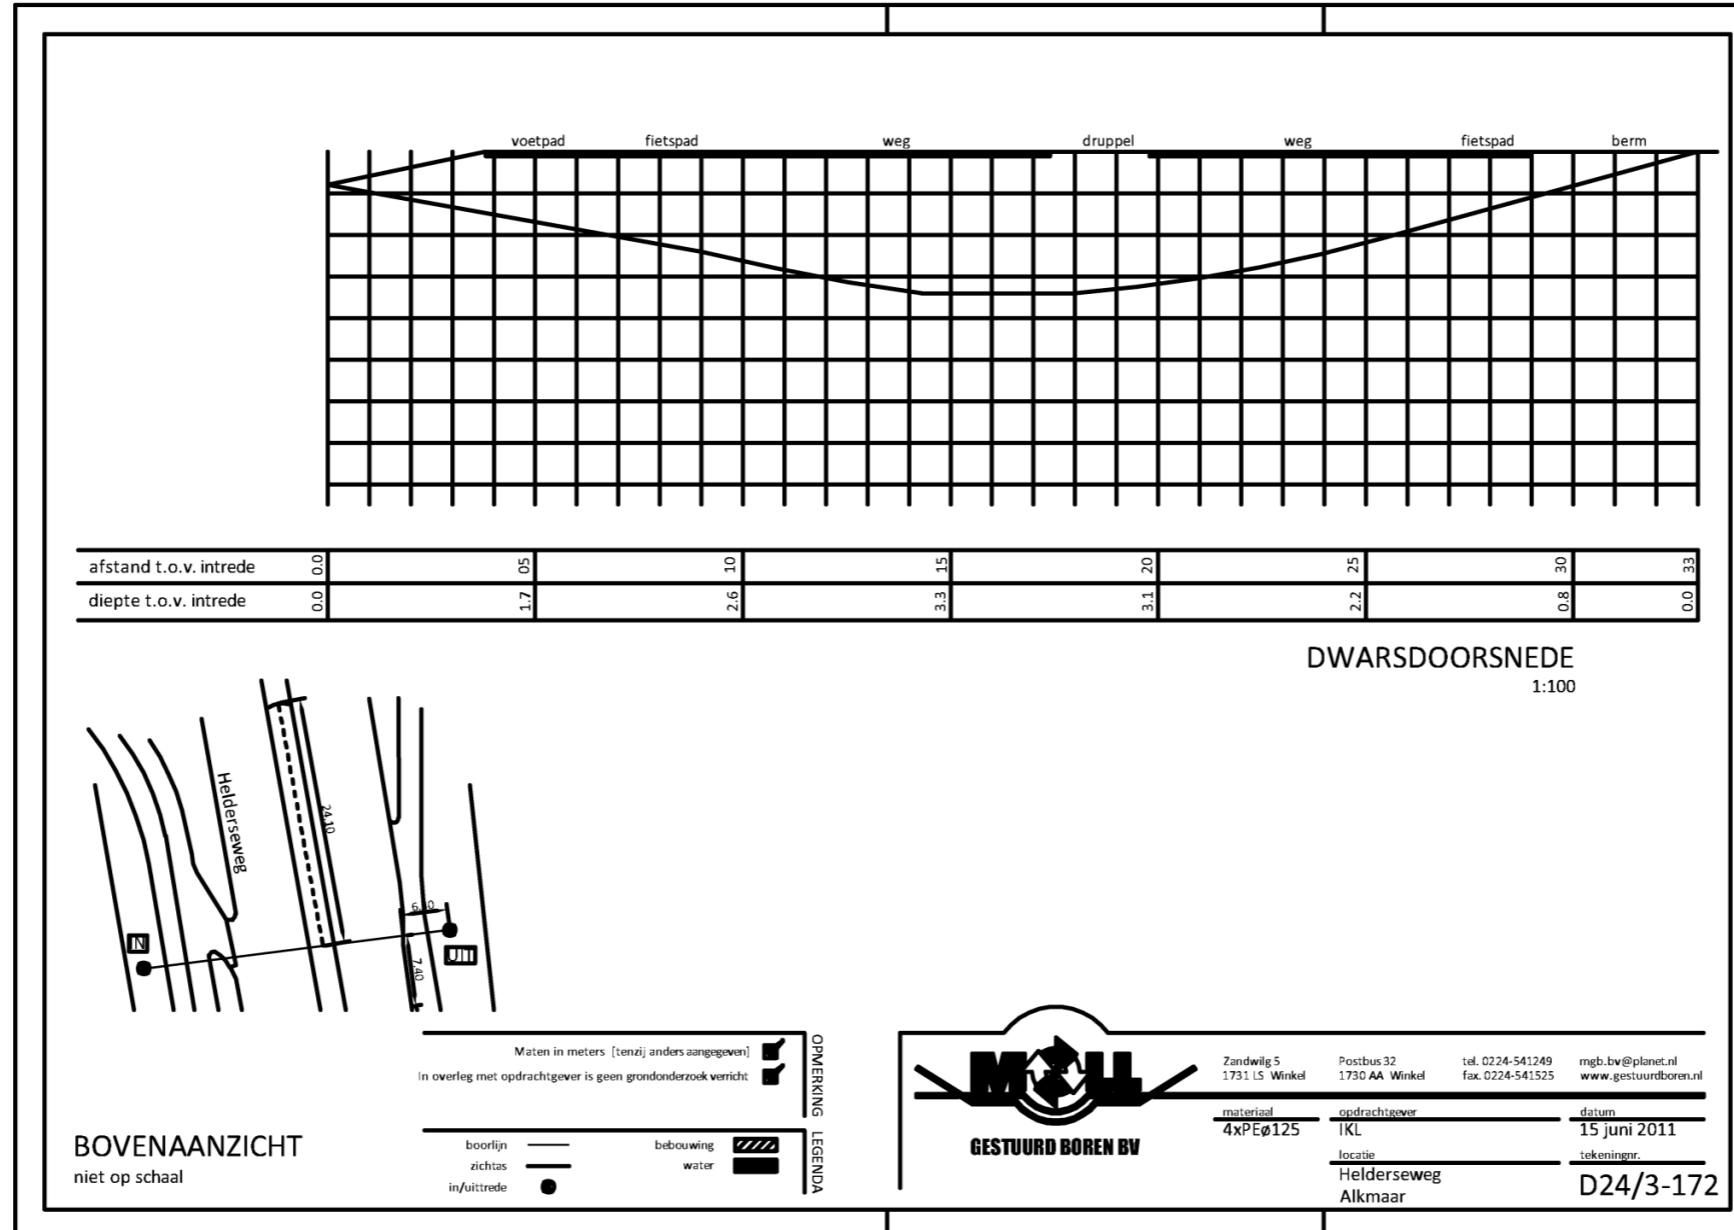 voetpad fietspad weg druppel weg fietspad berm
afstand t.o.v. intrede 0.0 05 10 15 20 25 30 33
diepte t.o.v. intrede 0.0 1.7 2.6 3.3 3.1 2.2 0.8 0.0
DWARSDOORSNEDE
1:100
Helderseweg
24,10
7,40
IN
UIT
BOVENAANZICHT
niet op schaal
Maten in meters [tenzij anders aangegeven]
In overleg met opdrachtgever is geen grondonderzoek verricht
OPMERKING
boorlijn
zichtas
in/uittrede
bebouwing
water
LEGENDA
MOLL
GESTUURD BOREN BV
Zandwilg 5
1731 LS Winkel
Postbus 32
1730 AA Winkel
tel. 0224-541249
fax. 0224-541525
mgb.bv@planet.nl
www.gestuurdboren.nl
materiaal
4xPEø125
opdrachtgever
IKL
datum
15 juni 2011
locatie
Helderseweg
Alkmaar
tekeningnr.
D24/3-172